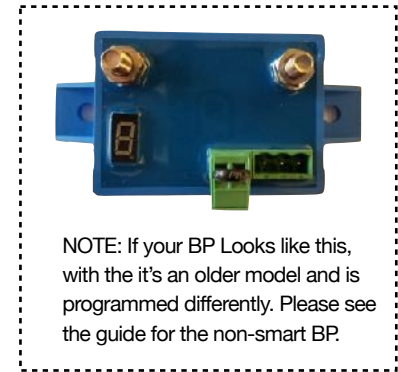 NOTE: If your BP Looks like this,
with the it's an older model and is
programmed differently. Please see
the guide for the non-smart BP.